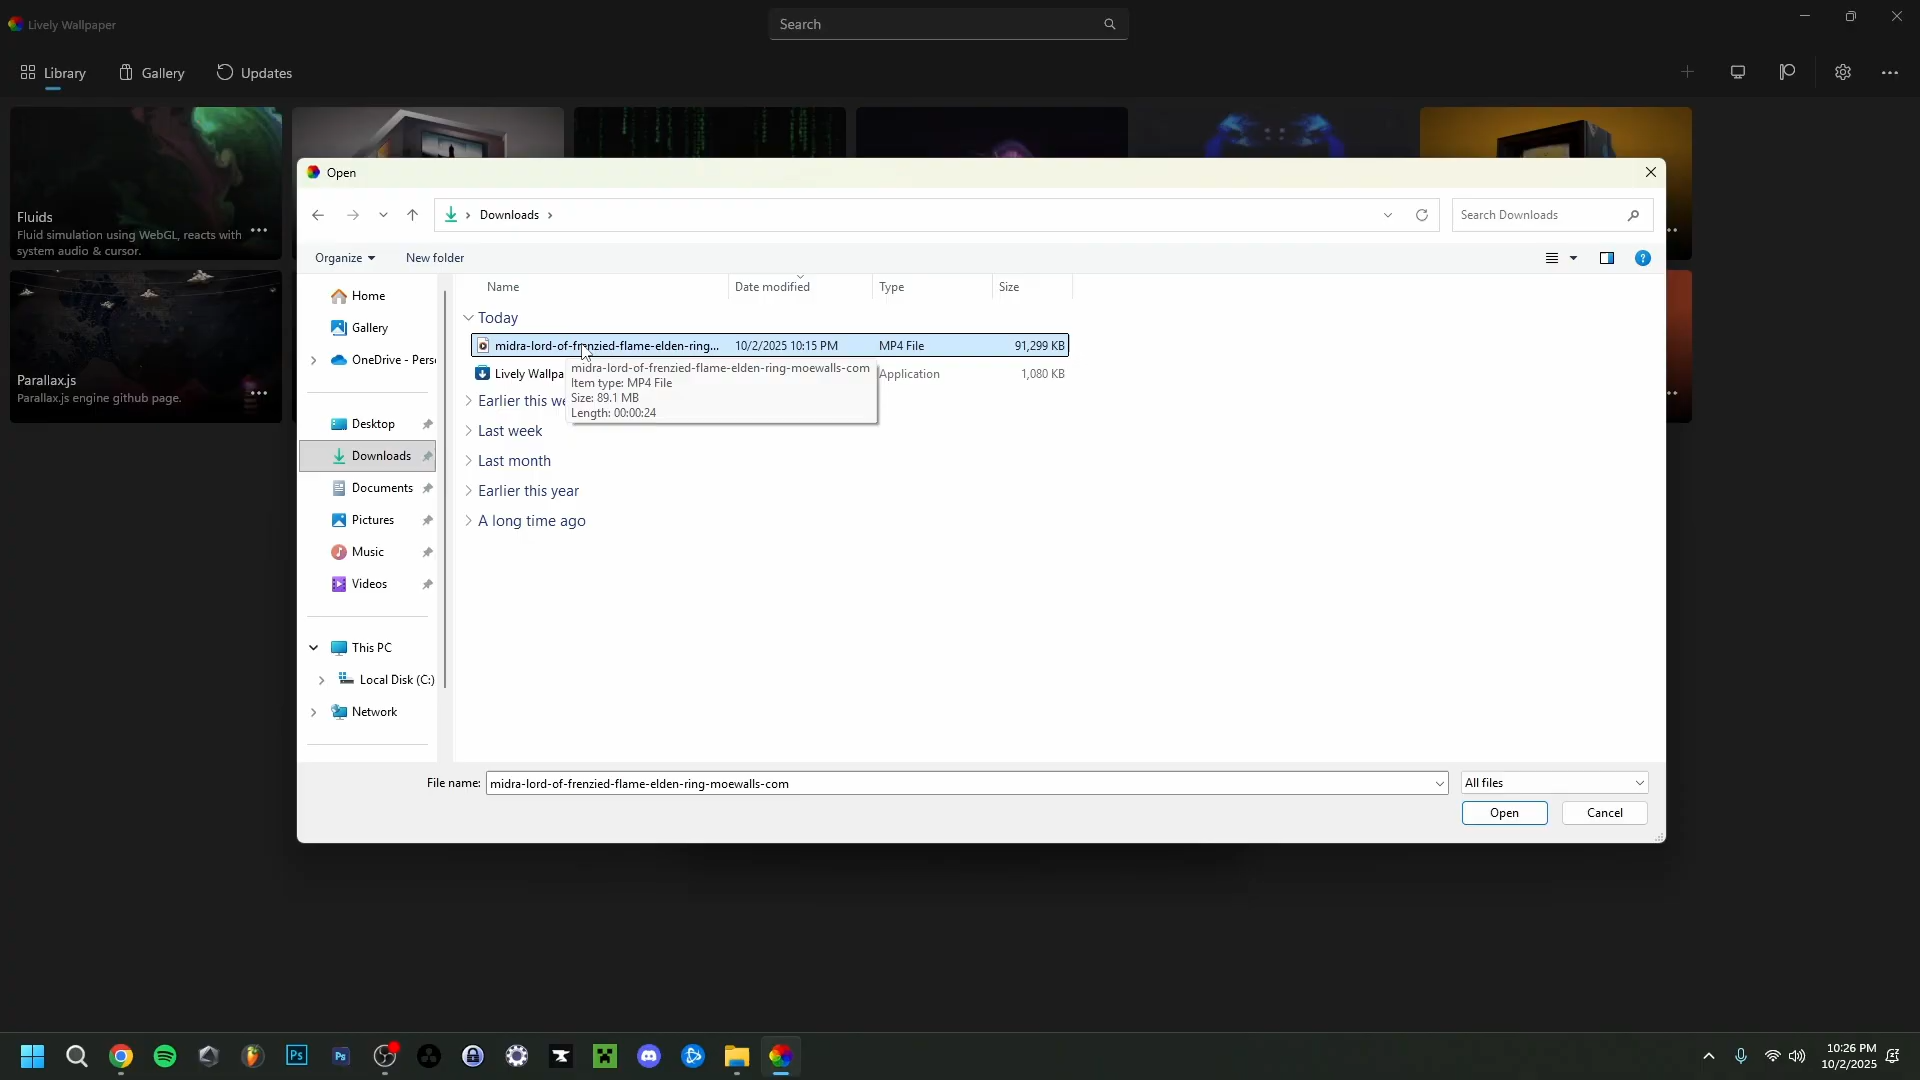 Lively Wallpaper
Search
Library
Gallery
Updates
Fluids
Fluid simulation using WebGL, reacts with
system audio & cursor.
Parallax.js
Parallax.js engine github page.
Open
Downloads
Search Downloads
Organize
New folder
Name
Date modified
Type
Size
Home
Gallery
OneDrive - Pers
Desktop
Downloads
Documents
Pictures
Music
Videos
This PC
Local Disk (C:)
Network
Today
midra-lord-of-frenzied-flame-elden-ring... 10/2/2025 10:15 PM MP4 File 91,299 KB
Lively Wallpa Application 1,080 KB
midra-lord-of-frenzied-flame-elden-ring-moewalls-com
Item type: MP4 File
Size: 89.1 MB
Length: 00:00:24
Earlier this we
Last week
Last month
Earlier this year
A long time ago
File name: midra-lord-of-frenzied-flame-elden-ring-moewalls-com
All files
Open
Cancel
Ps
Ps
10:26 PM
10/2/2025